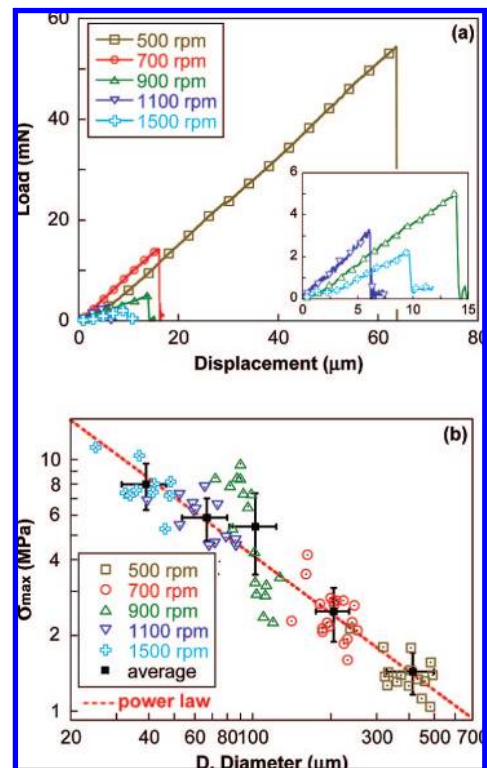 60
(a)
500 rpm
700 rpm
900 rpm
1100 rpm
1500 rpm
40
Load (mN)
20
0
6
4
2
0
0 5 10 15
0 20 40 60 80
Displacement (μm)
(b)
10
8
6
4
2
1
σmax (MPa)
500 rpm
700 rpm
900 rpm
1100 rpm
1500 rpm
average
power law
20 40 60 80 100 300 500 700
D, Diameter (μm)